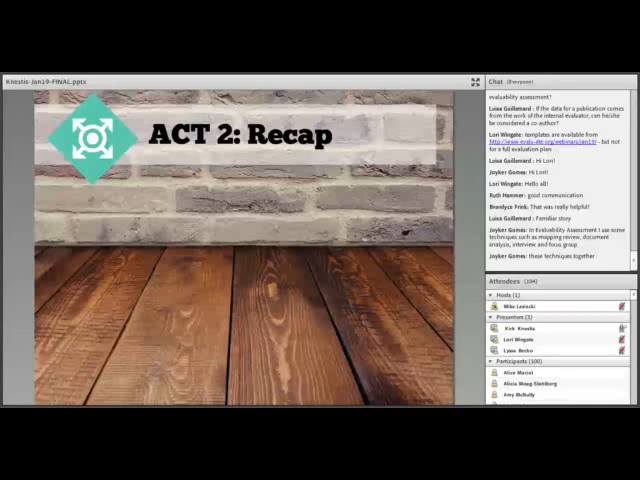 Knestis-Jan19-FINAL.pptx
ACT 2: Recap
Chat (Everyone)
evaluability assessment?
Luisa Guillemard : If the data for a publication comes
from the work of the internal evaluator, can he/she
be considered a co-author?
Lori Wingate: templates are available from
http://www.evalu-ate.org/webinars/jan19/ - but not
for a full evaluation plan
Luisa Guillemard : Hi Lori!
Joyker Gomes: Hi Lori!
Lori Wingate: Hello all!
Ruth Hammer: good communication
Brandyce Friek: That was really helpful!
Luisa Guillemard : Familiar story
Joyker Gomes: In Evaluability Assessment I use some
techniques such as mapping review, document
analysis, interview and focus group
Joyker Gomes: these techniques together
Attendees (104)
Hosts (1)
Mike Lesiecki
Presenters (3)
Kirk Knestis
Lori Wingate
Lyssa Becho
Participants (100)
Alice Maciel
Amy McNulty